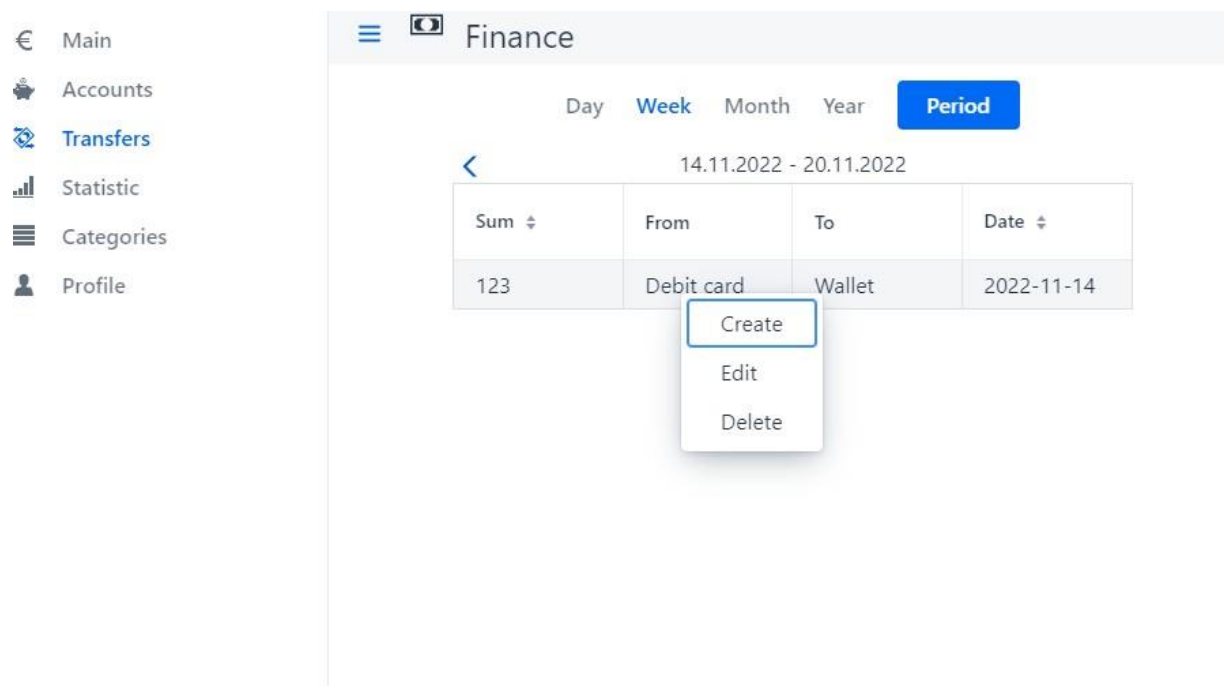 Main
Accounts
Transfers
Statistic
Categories
Profile
Finance
Day Week Month Year Period
14.11.2022 - 20.11.2022
Sum From To Date
123 Debit card Wallet 2022-11-14
Create
Edit
Delete